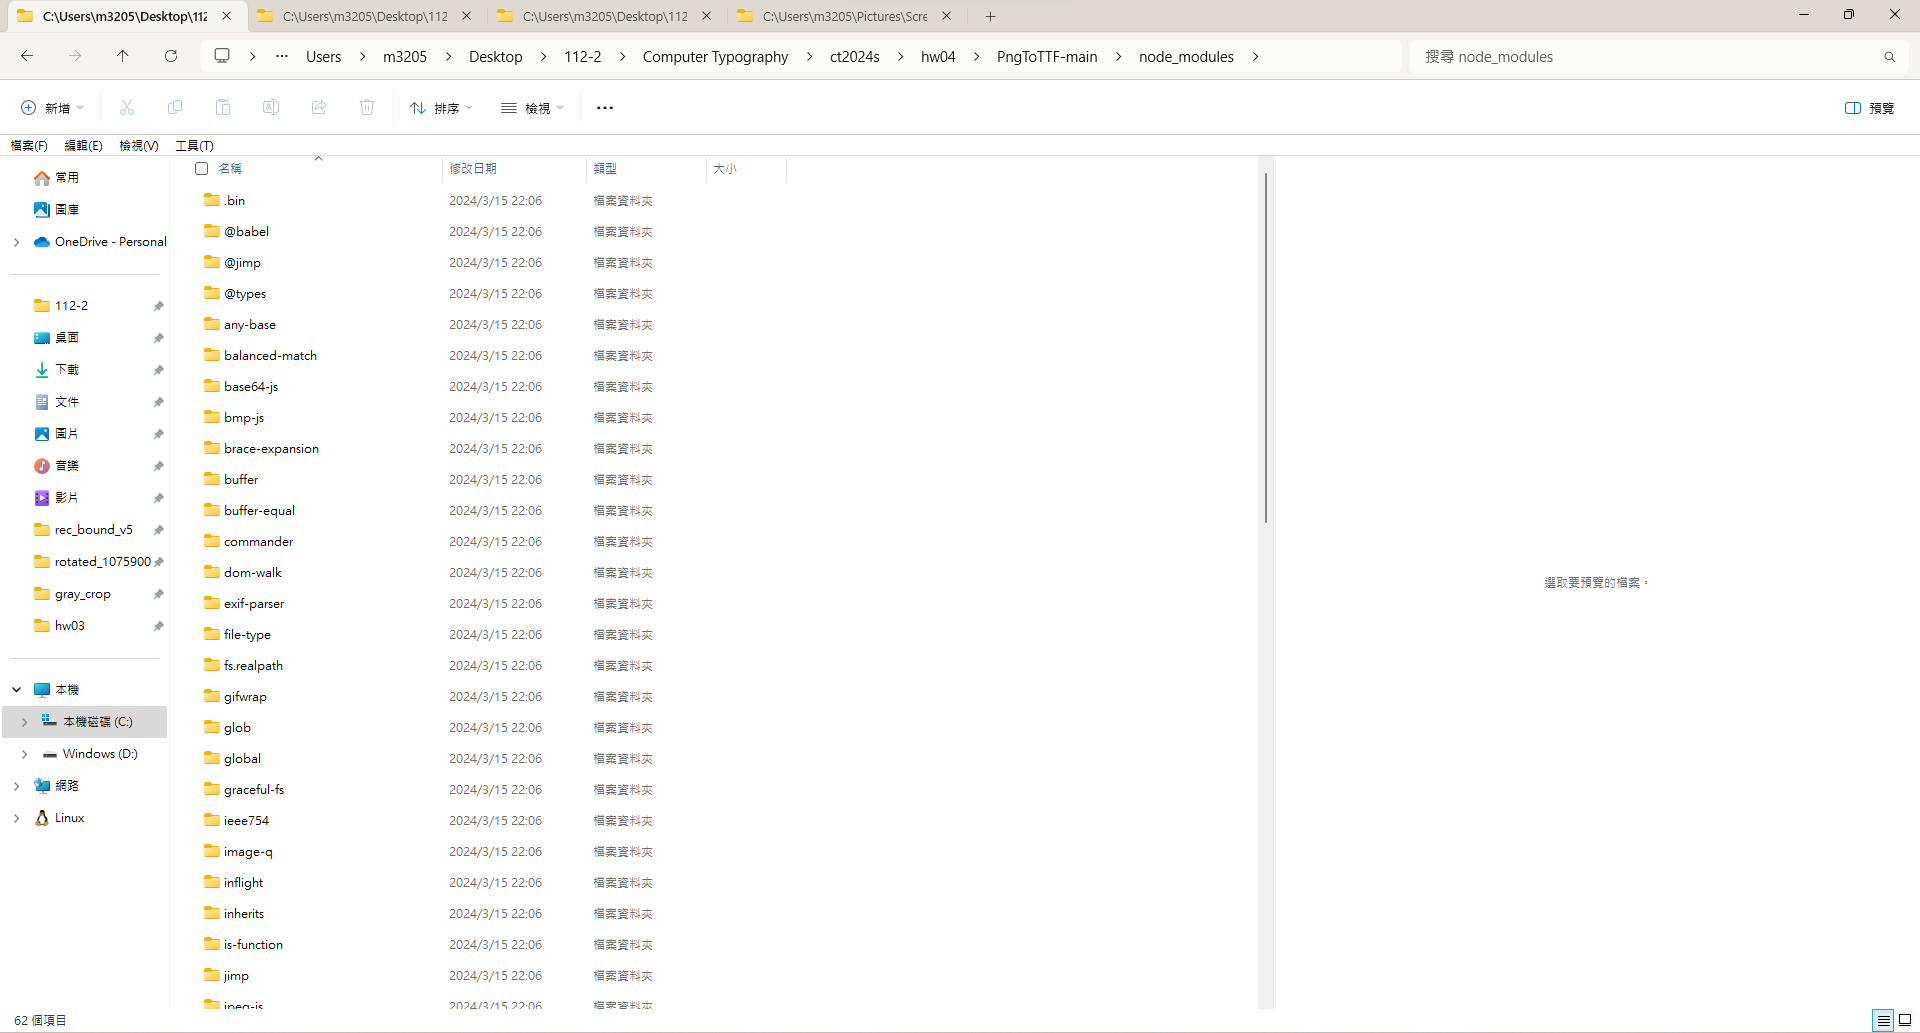 C:\Users\m3205\Desktop\112
C:\Users\m3205\Desktop\112
C:\Users\m3205\Desktop\112
C:\Users\m3205\Pictures\Scre
Users > m3205 > Desktop > 112-2 > Computer Typography > ct2024s > hw04 > PngToTTF-main > node_modules >
搜尋 node_modules
新增
排序
檢視
預覽
檔案(F) 編輯(E) 檢視(V) 工具(T)
常用
圖庫
OneDrive - Personal
112-2
桌面
下載
文件
圖片
音樂
影片
rec_bound_v5
rotated_1075900
gray_crop
hw03
本機
本機磁碟 (C:)
Windows (D:)
網路
Linux
名稱 修改日期 類型 大小
.bin 2024/3/15 22:06 檔案資料夾
@babel 2024/3/15 22:06 檔案資料夾
@jimp 2024/3/15 22:06 檔案資料夾
@types 2024/3/15 22:06 檔案資料夾
any-base 2024/3/15 22:06 檔案資料夾
balanced-match 2024/3/15 22:06 檔案資料夾
base64-js 2024/3/15 22:06 檔案資料夾
bmp-js 2024/3/15 22:06 檔案資料夾
brace-expansion 2024/3/15 22:06 檔案資料夾
buffer 2024/3/15 22:06 檔案資料夾
buffer-equal 2024/3/15 22:06 檔案資料夾
commander 2024/3/15 22:06 檔案資料夾
dom-walk 2024/3/15 22:06 檔案資料夾
exif-parser 2024/3/15 22:06 檔案資料夾
file-type 2024/3/15 22:06 檔案資料夾
fs.realpath 2024/3/15 22:06 檔案資料夾
gifwrap 2024/3/15 22:06 檔案資料夾
glob 2024/3/15 22:06 檔案資料夾
global 2024/3/15 22:06 檔案資料夾
graceful-fs 2024/3/15 22:06 檔案資料夾
ieee754 2024/3/15 22:06 檔案資料夾
image-q 2024/3/15 22:06 檔案資料夾
inflight 2024/3/15 22:06 檔案資料夾
inherits 2024/3/15 22:06 檔案資料夾
is-function 2024/3/15 22:06 檔案資料夾
jimp 2024/3/15 22:06 檔案資料夾
jpeg-js 2024/3/15 22:06 檔案資料夾
選取要預覽的檔案。
62 個項目